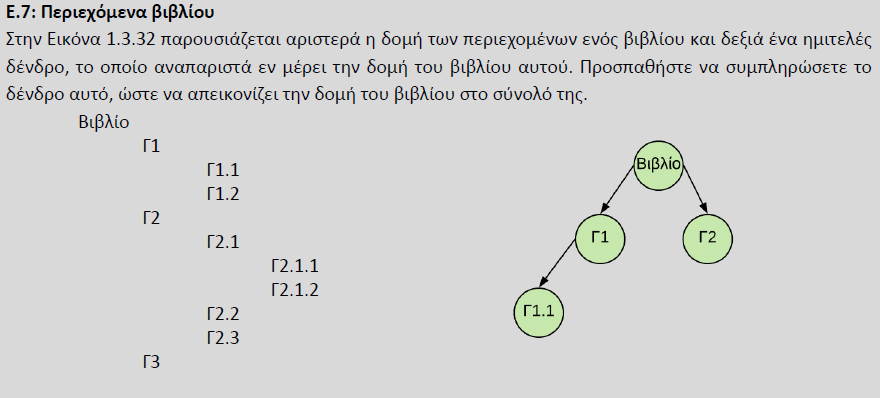 Ε.7: Περιεχόμενα βιβλίου
Στην Εικόνα 1.3.32 παρουσιάζεται αριστερά η δομή των περιεχομένων ενός βιβλίου και δεξιά ένα ημιτελές
δένδρο, το οποίο αναπαριστά εν μέρει την δομή του βιβλίου αυτού. Προσπαθήστε να συμπληρώσετε το
δένδρο αυτό, ώστε να απεικονίζει την δομή του βιβλίου στο σύνολό της.
Βιβλίο
Γ1
Γ1.1
Γ1.2
Γ2
Γ2.1
Γ2.1.1
Γ2.1.2
Γ2.2
Γ2.3
Γ3
Βιβλίο
Γ1
Γ2
Γ1.1